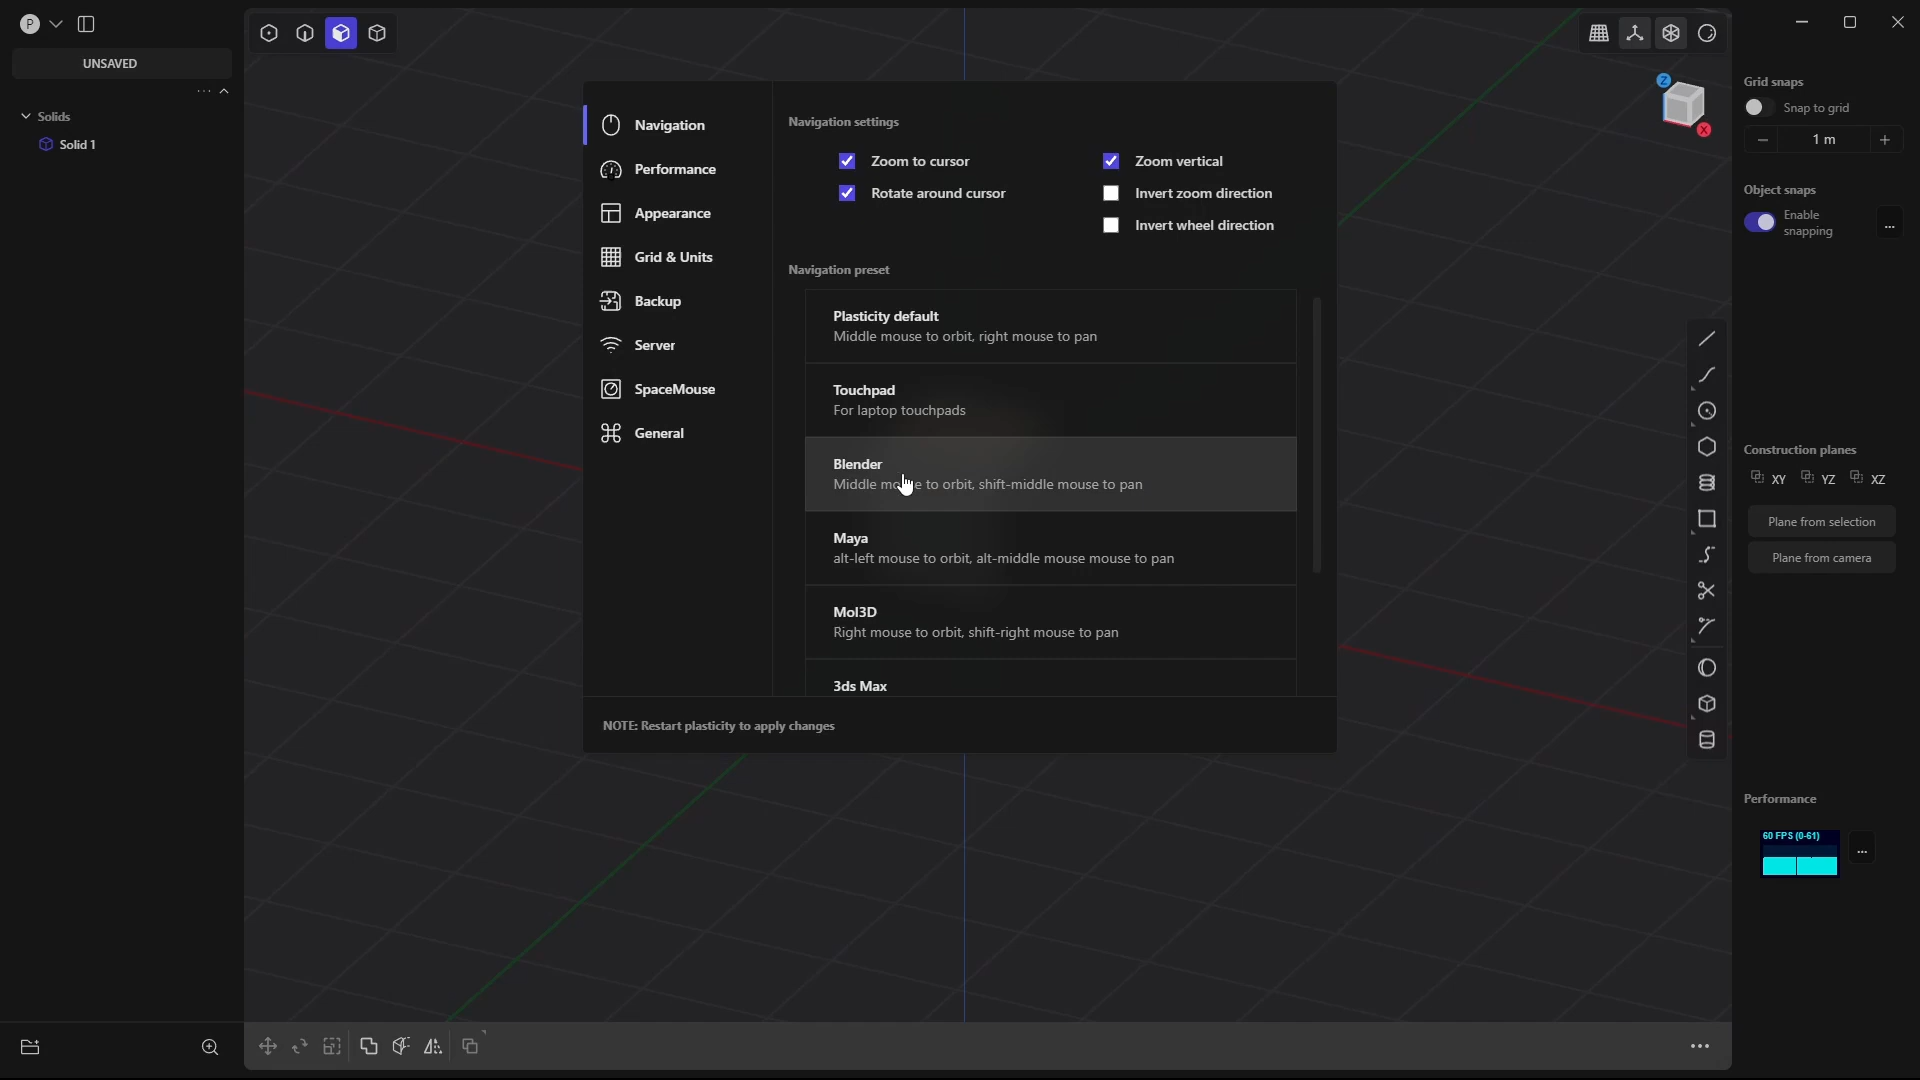 P
UNSAVED
Solids
Solid 1
Navigation
Performance
Appearance
Grid & Units
Backup
Server
SpaceMouse
General
Navigation settings
Zoom to cursor
Zoom vertical
Rotate around cursor
Invert zoom direction
Invert wheel direction
Navigation preset
Plasticity default
Middle mouse to orbit, right mouse to pan
Touchpad
For laptop touchpads
Blender
Middle mouse to orbit, shift-middle mouse to pan
Maya
alt-left mouse to orbit, alt-middle mouse mouse to pan
MoI3D
Right mouse to orbit, shift-right mouse to pan
3ds Max
NOTE: Restart plasticity to apply changes
Z
X
Grid snaps
Snap to grid
1 m
Object snaps
Enable
snapping
...
Construction planes
XY YZ XZ
Plane from selection
Plane from camera
Performance
60 FPS (0-61)
...